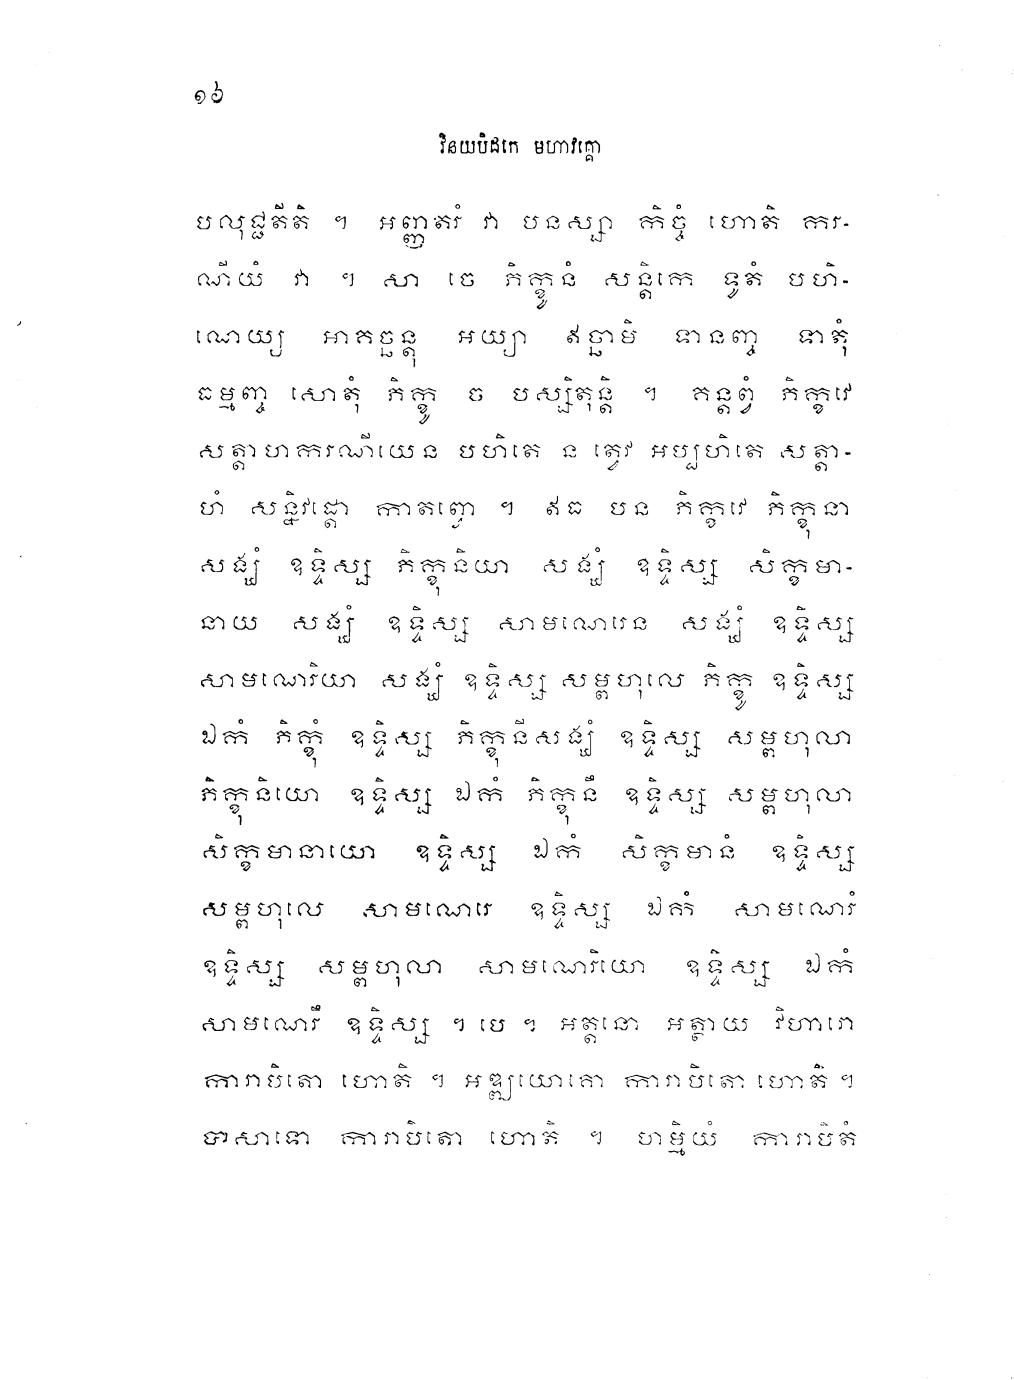 ១៦
វិនយបិដកេ មហាវគ្គោ
បលុជ្ជតីតិ ។ អញ្ញតរំ វា បនស្សា កិច្ចំ ហោតិ ករ-
ណីយំ វា ។ សា ចេ ភិក្ខូនំ សន្តិកេ ទូតំ បហិ-
ណេយ្យ អាគច្ឆន្តុ អយ្យា ឥច្ឆាមិ ទានញ្ច ទាតុំ
ធម្មញ្ច សោតុំ ភិក្ខូ ច បស្សិតុន្តិ ។ គន្តព្វំ ភិក្ខវេ
សត្តាហករណីយេន បហិតេ ន ត្វេវ អប្បហិតេ សត្តា-
ហំ សន្និវដ្តោ កាតព្វោ ។ ឥធ បន ភិក្ខវេ ភិក្ខុនា
សង្ឃំ ឧទ្ទិស្ស ភិក្ខុនិយា សង្ឃំ ឧទ្ទិស្ស សិក្ខមា-
នាយ សង្ឃំ ឧទ្ទិស្ស សាមណេរេន សង្ឃំ ឧទ្ទិស្ស
សាមណេរិយា សង្ឃំ ឧទ្ទិស្ស សម្ពហុលេ ភិក្ខូ ឧទ្ទិស្ស
ឯកំ ភិក្ខុំ ឧទ្ទិស្ស ភិក្ខុនីសង្ឃំ ឧទ្ទិស្ស សម្ពហុលា
ភិក្ខុនិយោ ឧទ្ទិស្ស ឯកំ ភិក្ខុនឹ ឧទ្ទិស្ស សម្ពហុលា
សិក្ខមានាយោ ឧទ្ទិស្ស ឯកំ សិក្ខមានំ ឧទ្ទិស្ស
សម្ពហុលេ សាមណេរេ ឧទ្ទិស្ស ឯកំ សាមណេរំ
ឧទ្ទិស្ស សម្ពហុលា សាមណេរិយោ ឧទ្ទិស្ស ឯកំ
សាមណេរឹ ឧទ្ទិស្ស ។ បេ ។ អត្តនោ អត្ថាយ វិហារោ
ការាបិតោ ហោតិ ។ អឌ្ឍយោគោ ការាបិតោ ហោតិ ។
បាសាទោ ការាបិតោ ហោតិ ។ ហម្មិយំ ការាបិតំ